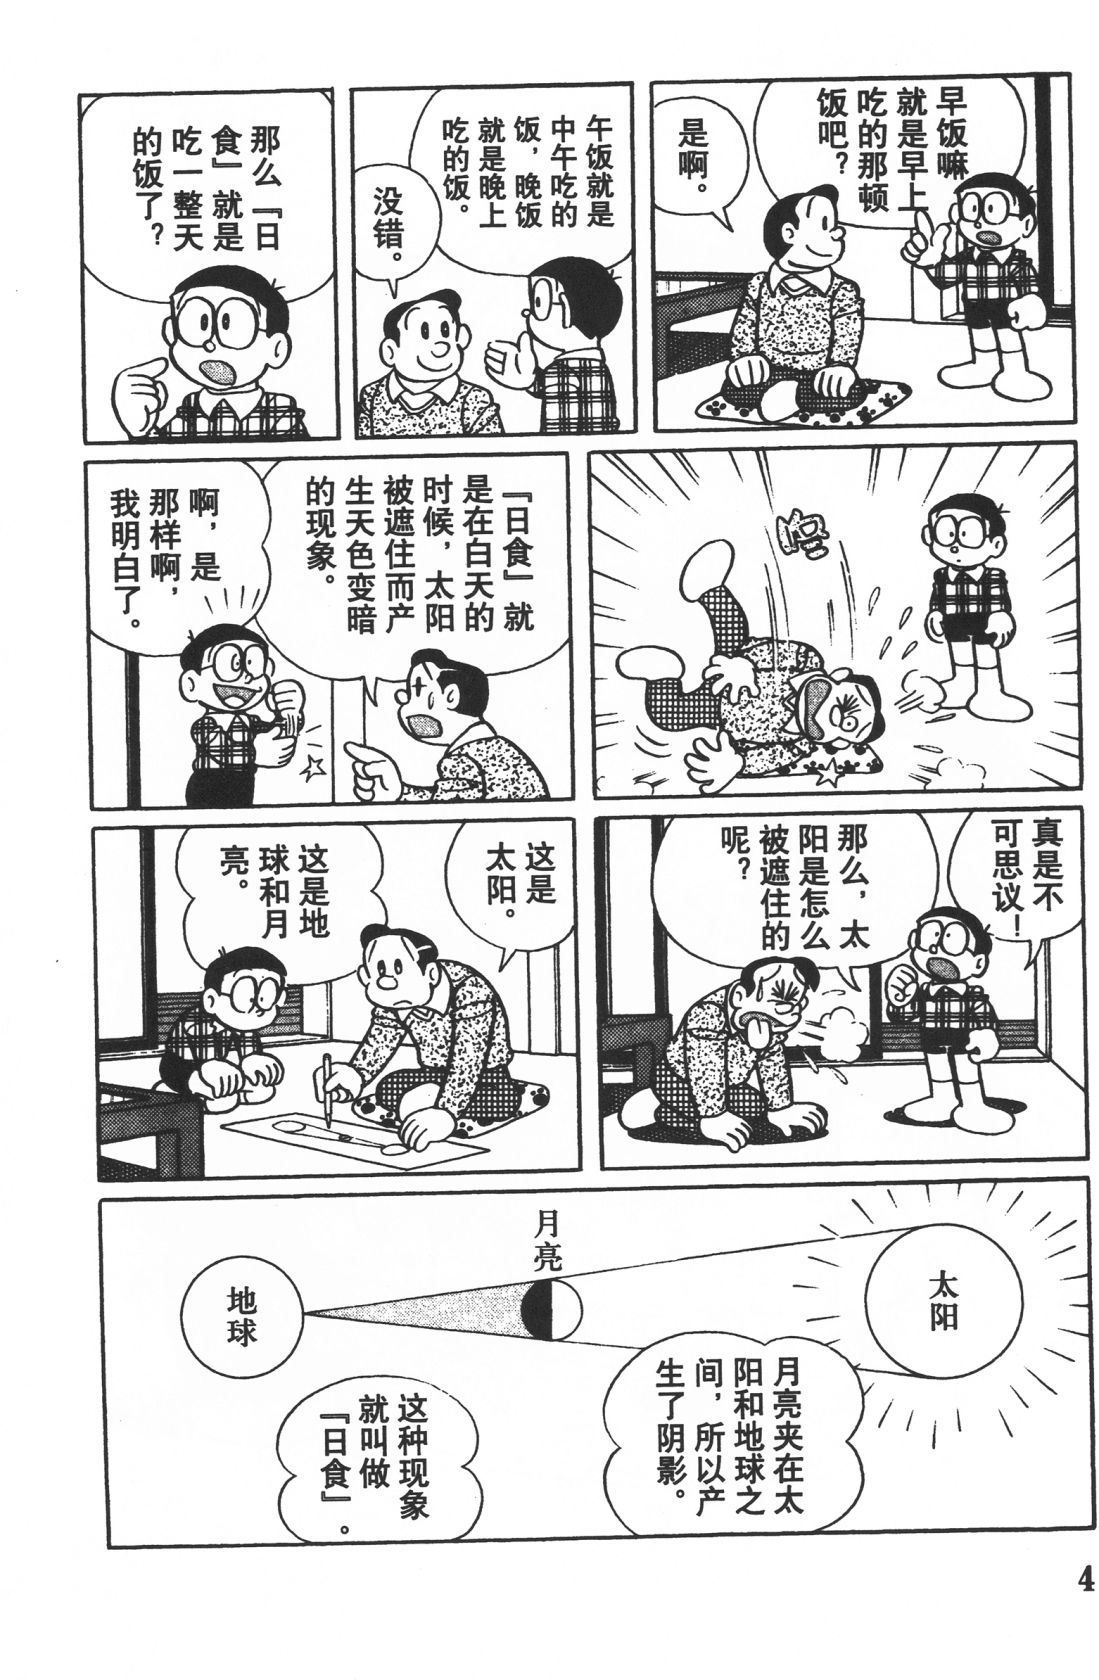 早饭嘛
就是早上
吃的那顿
饭吧？
是啊。
午饭就是
中午吃的
饭，晚饭
就是晚上
吃的饭。
没错。
那么『日
食』就是
吃一整天
的饭了？
咚
『日食』就
是在白天的
时候，太阳
被遮住而产
生天色变暗
的现象。
啊，是
那样啊，
我明白了。
真是不
可思议！
那么，太
阳是怎么
被遮住的
呢？
这是
太阳。
这是地
球和月
亮。
太阳
月亮
地球
月亮夹在太
阳和地球之
间，所以产
生了阴影。
这种现象
就叫做
『日食』。
4